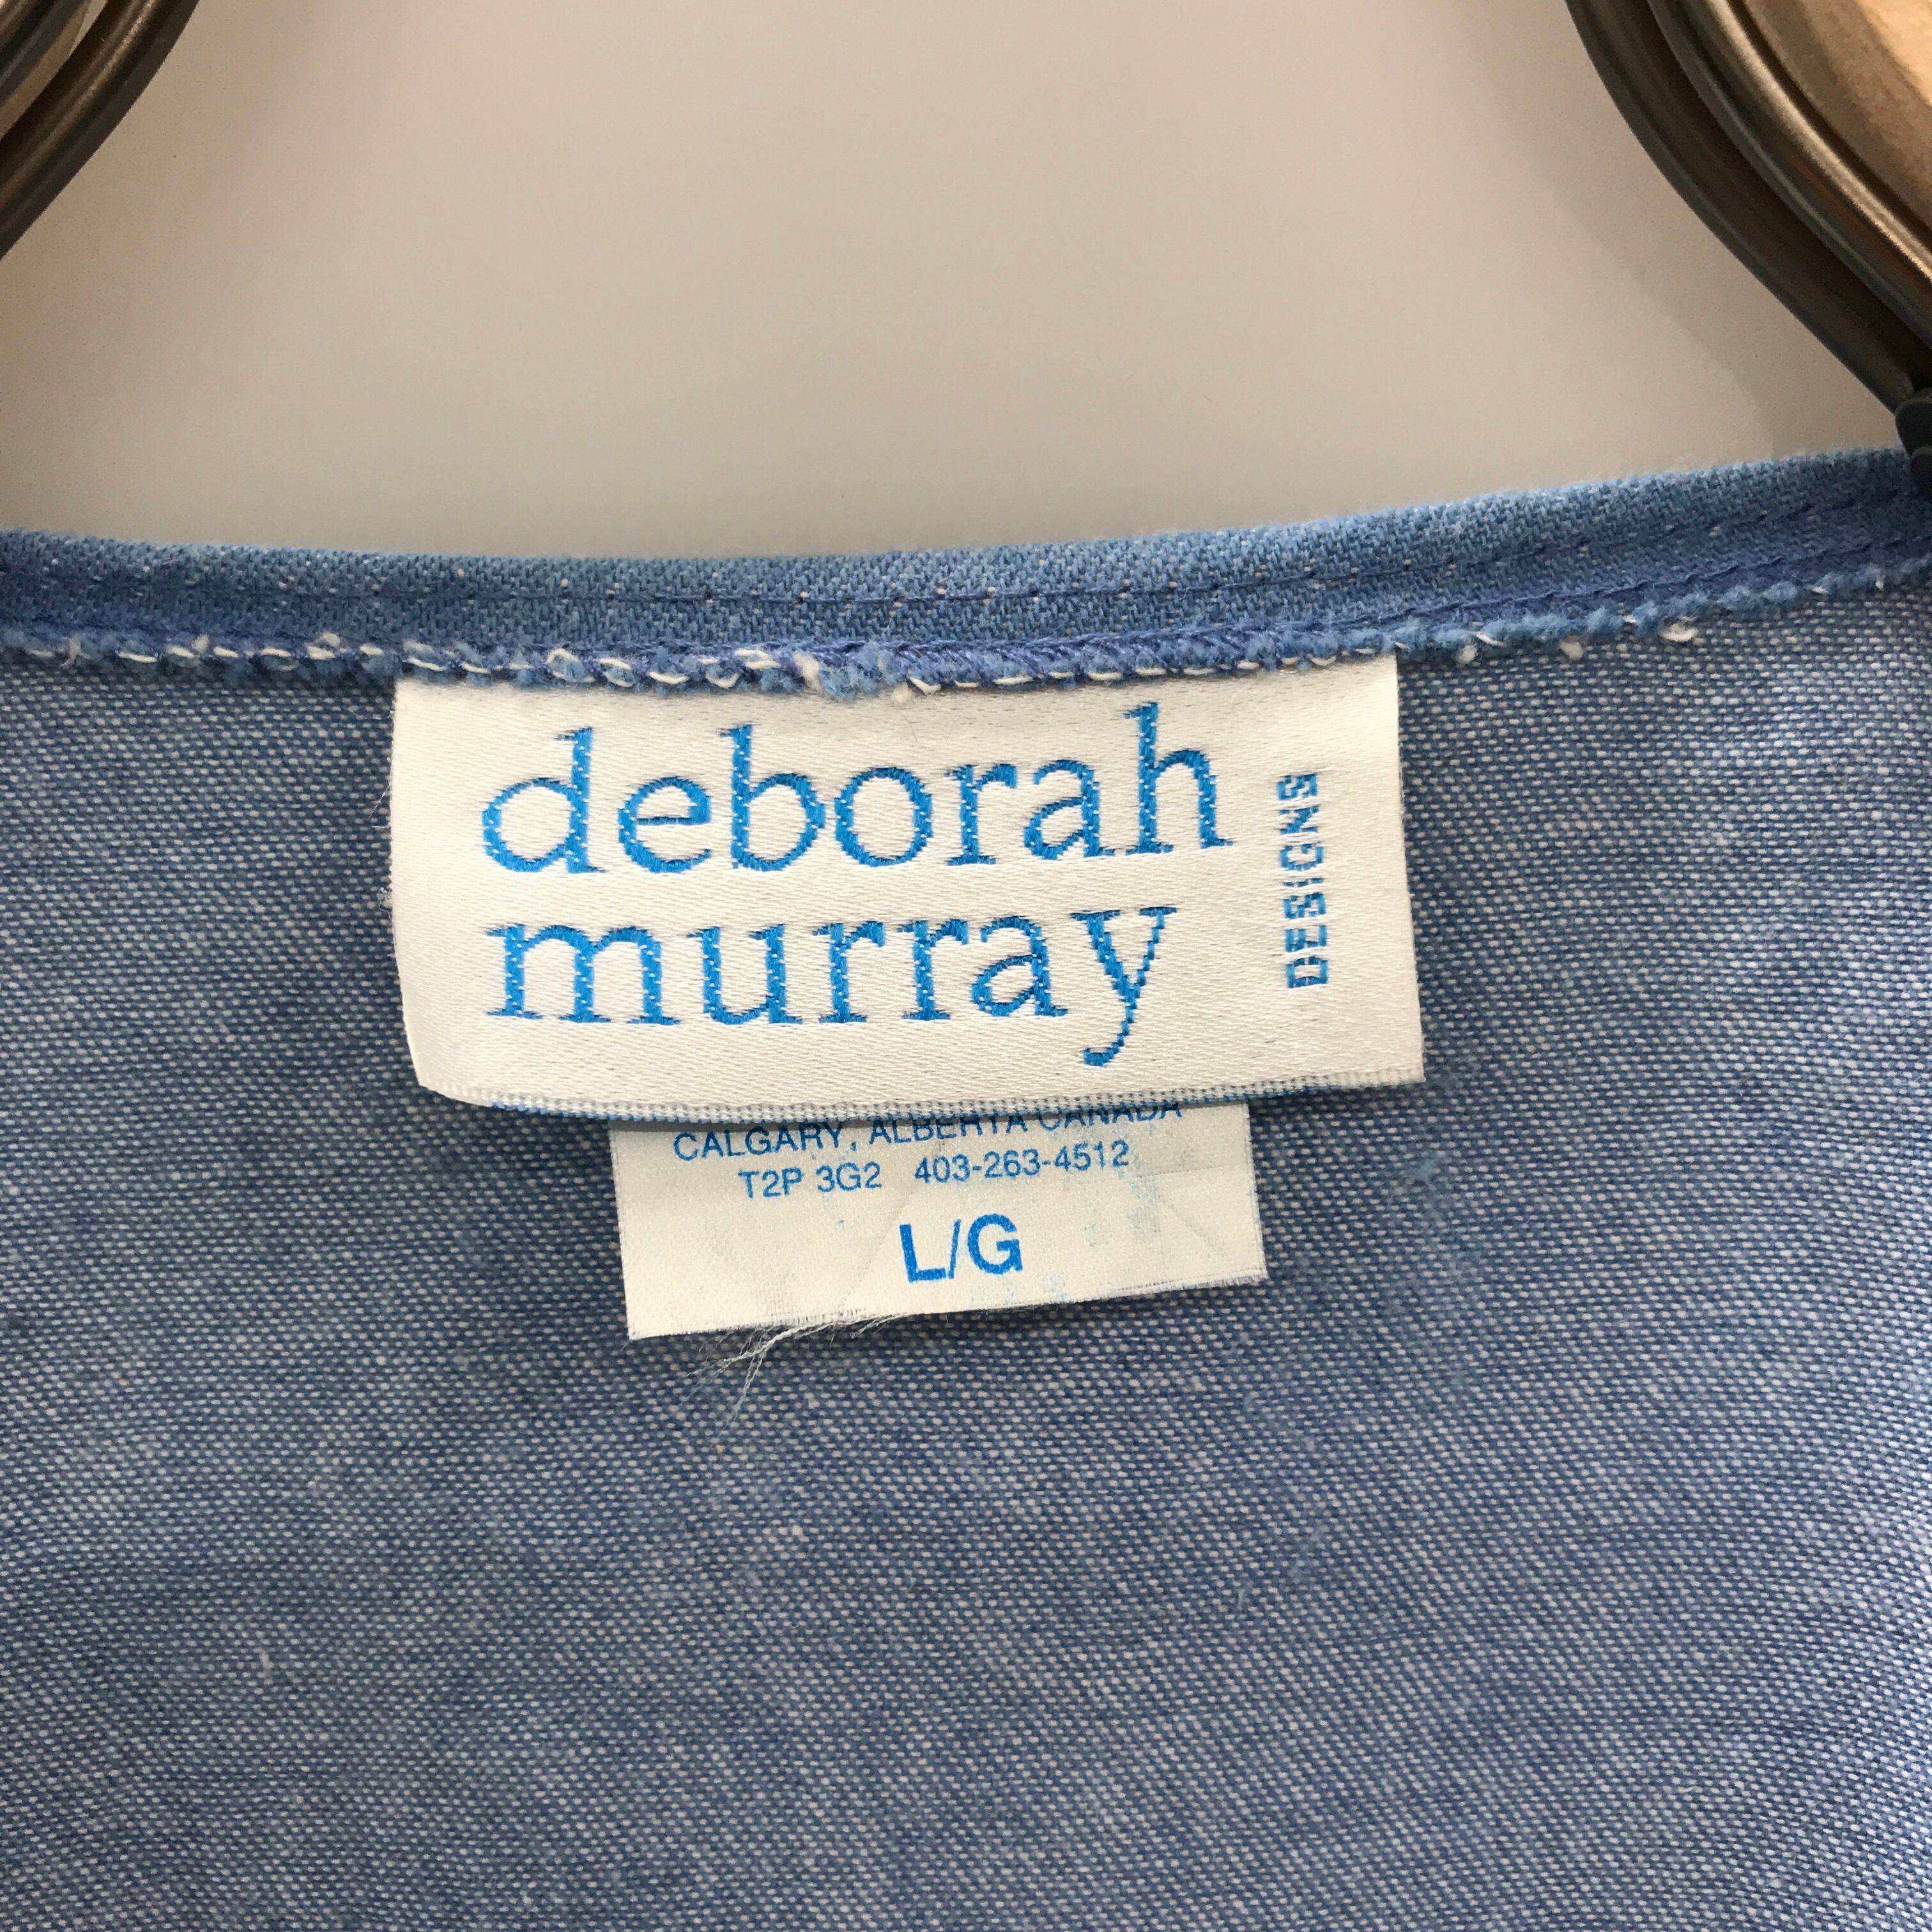 deborah
murray
DESIGNS
CALGARY, ALBERTA CANADA
T2P 3G2 403-263-4512
L/G